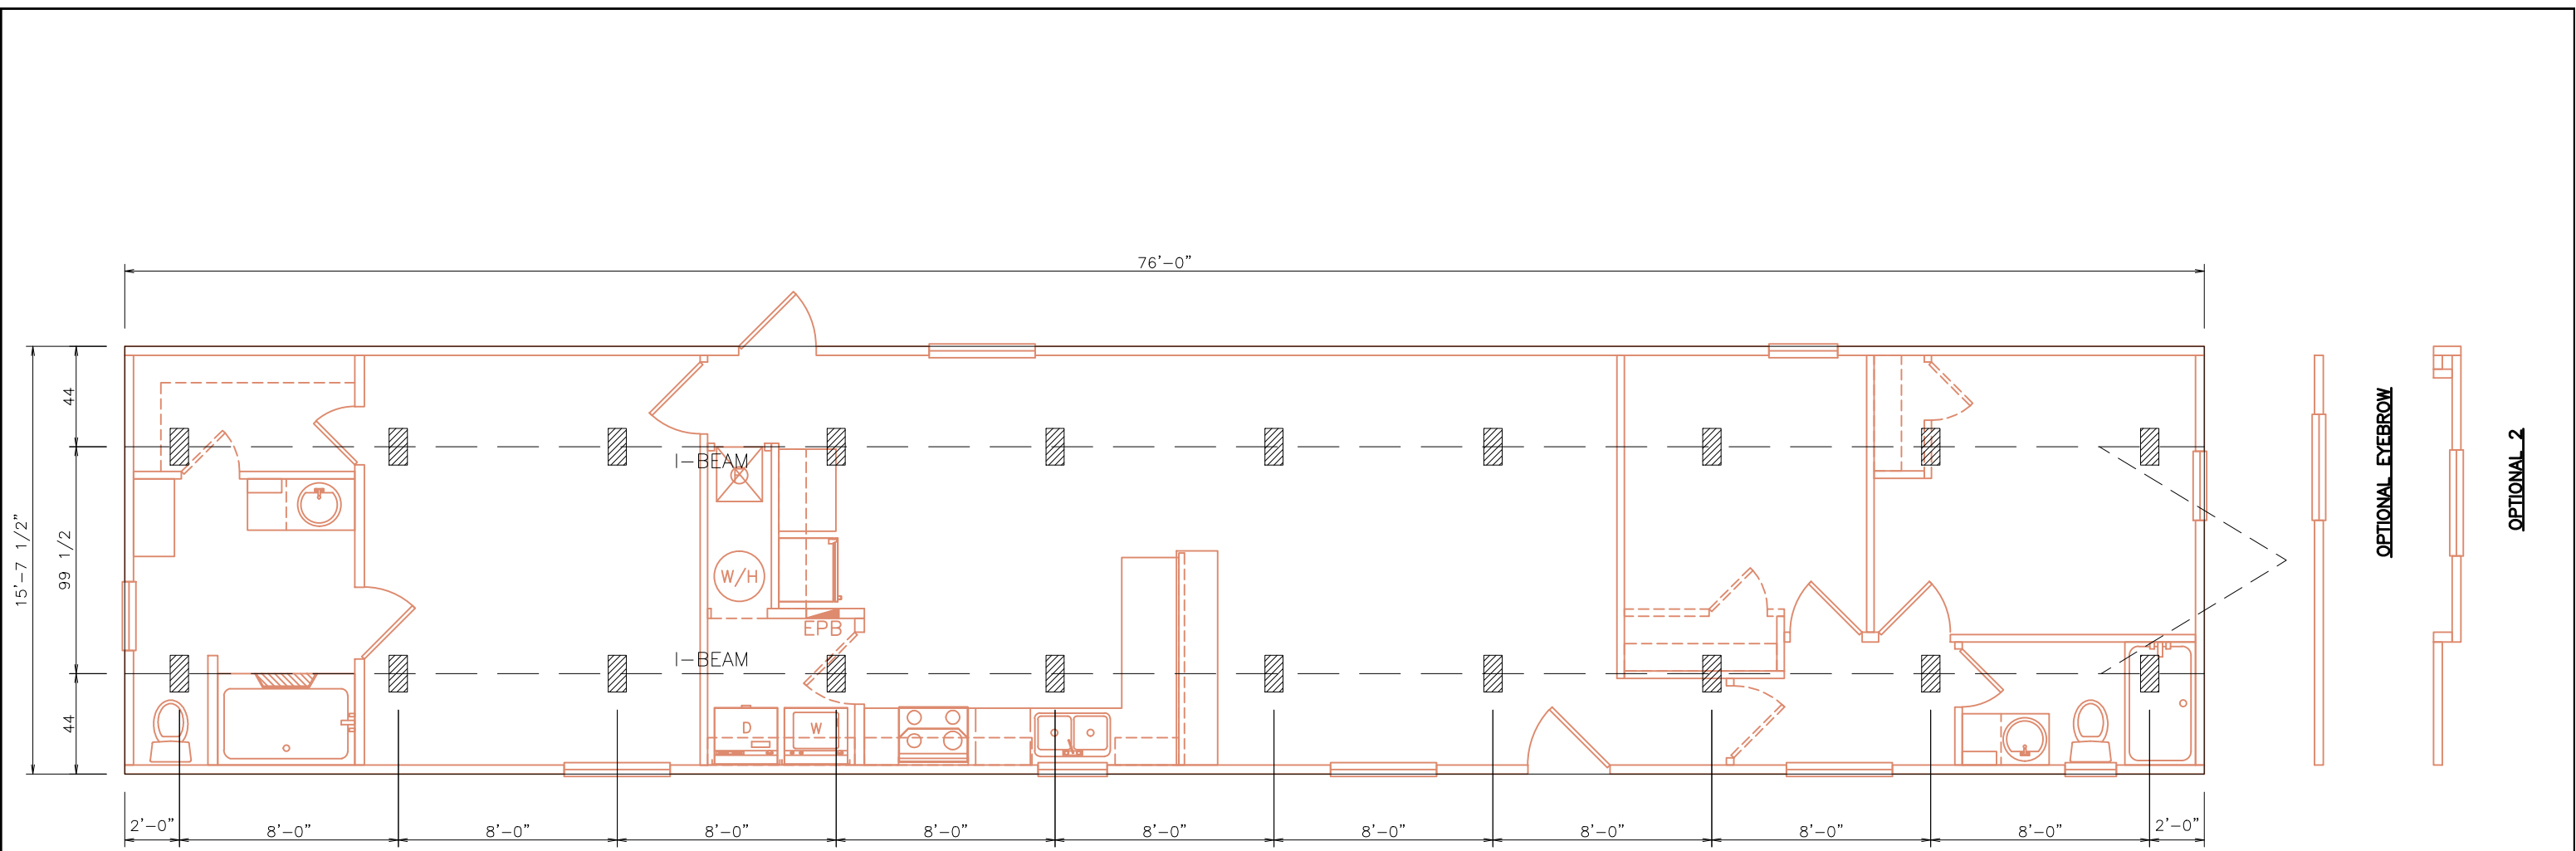 76'-0"
44
99 1/2
44
15'-7 1/2"
I-BEAM
W/H
EPB
I-BEAM
D
W
OPTIONAL EYEBROW
OPTIONAL 2
2'-0"
8'-0"
8'-0"
8'-0"
8'-0"
8'-0"
8'-0"
8'-0"
8'-0"
8'-0"
2'-0"